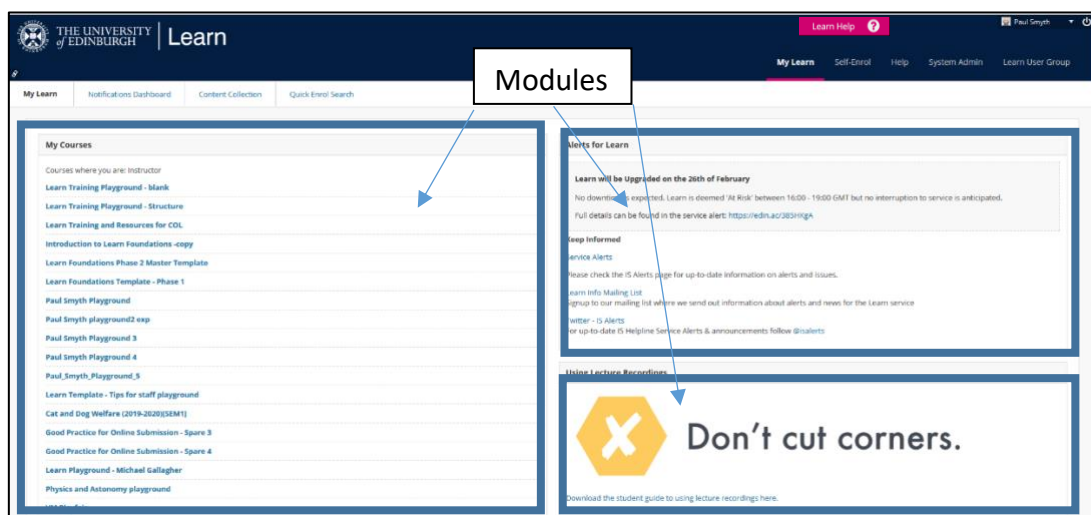 THE UNIVERSITY
of EDINBURGH
Learn
Learn Help ?
Paul Smyth
My Learn Self-Enrol Help System Admin Learn User Group
Modules
My Learn Notifications Dashboard Content Collection Quick Enrol Search
My Courses
Courses where you are: Instructor
Learn Training Playground - blank
Learn Training Playground - Structure
Learn Training and Resources for COL
Introduction to Learn Foundations -copy
Learn Foundations Phase 2 Master Template
Learn Foundations Template - Phase 1
Paul Smyth Playground
Paul Smyth playground2 exp
Paul Smyth Playground 3
Paul Smyth Playground 4
Paul_Smyth_Playground_5
Learn Template - Tips for staff playground
Cat and Dog Welfare (2019-2020)[SEM1]
Good Practice for Online Submission - Spare 3
Good Practice for Online Submission - Spare 4
Learn Playground - Michael Gallagher
Physics and Astonomy playground
Alerts for Learn
Learn will be Upgraded on the 26th of February
No downtime is expected. Learn is deemed 'At Risk' between 16:00 - 19:00 GMT but no interruption to service is anticipated.
Full details can be found in the service alert:
Keep Informed
Service Alerts
Please check the IS Alerts page for up-to-date information on alerts and issues.
Learn Info Mailing List
Signup to our mailing list where we send out information about alerts and news for the Learn service
Twitter - IS Alerts
For up-to-date IS Helpline Service Alerts & announcements follow @isalerts
Using Lecture Recordings
Don't cut corners.
Download the student guide to using lecture recordings here.